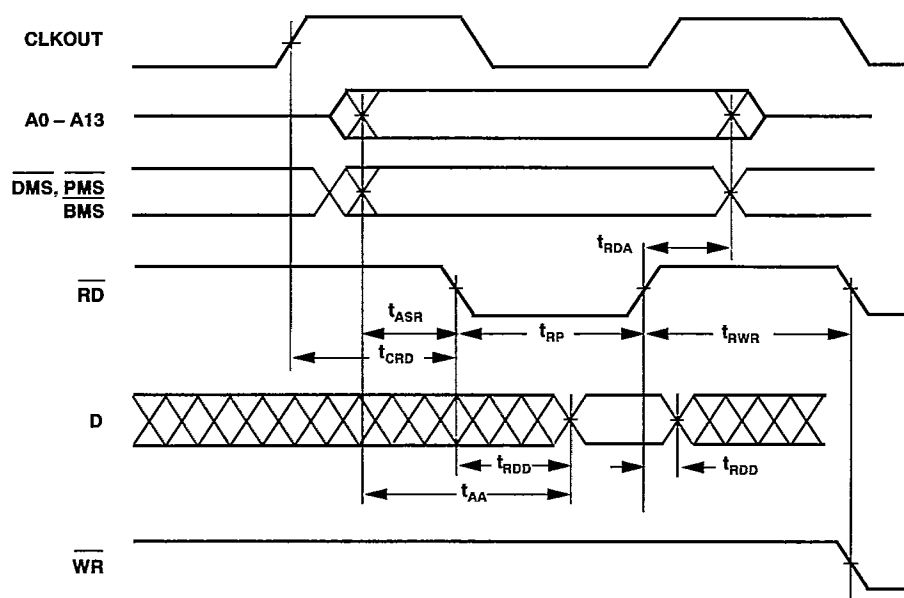 CLKOUT
A0 – A13
DMS, PMS
BMS
tRDA
RD
tASR
tRP
tRWR
tCRD
D
tRDD
tRDD
tAA
WR